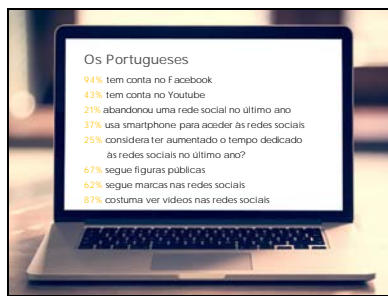 Os Portugueses
94% tem conta no Facebook
43% tem conta no Youtube
21% abandonou uma rede social no último ano
37% usa smartphone para aceder às redes sociais
25% considera ter aumentado o tempo dedicado
às redes sociais no último ano?
67% segue figuras públicas
62% segue marcas nas redes sociais
87% costuma ver vídeos nas redes sociais